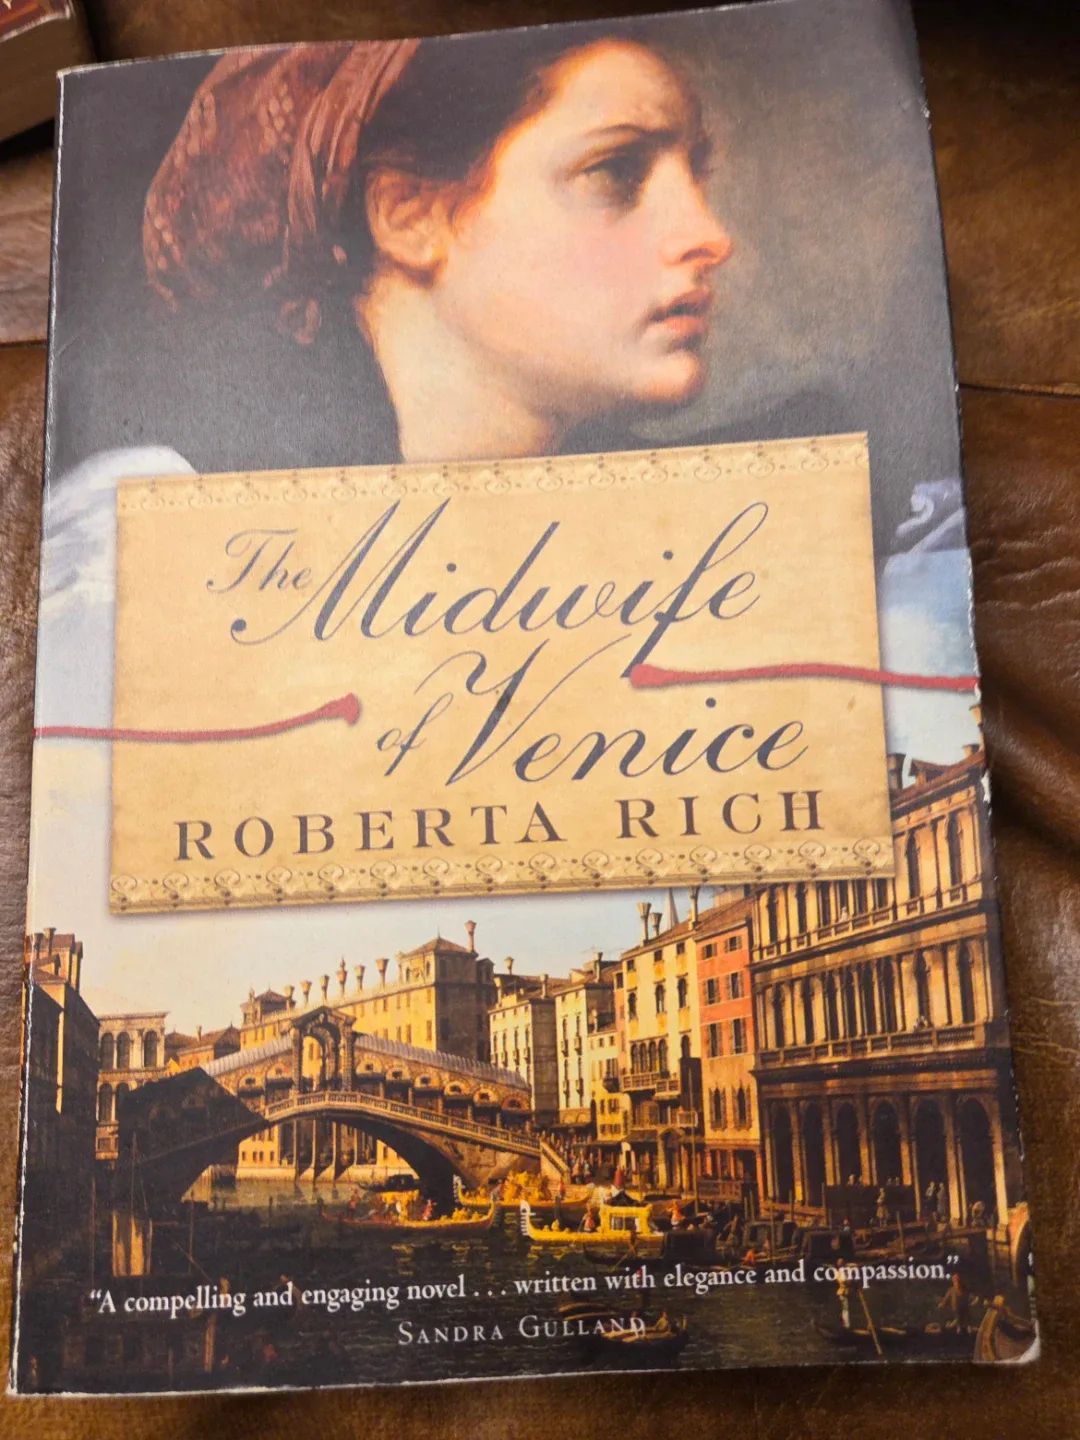 The Midwife
of Venice
ROBERTA RICH
“A compelling and engaging novel . . . written with elegance and compassion.”
SANDRA GULLAND